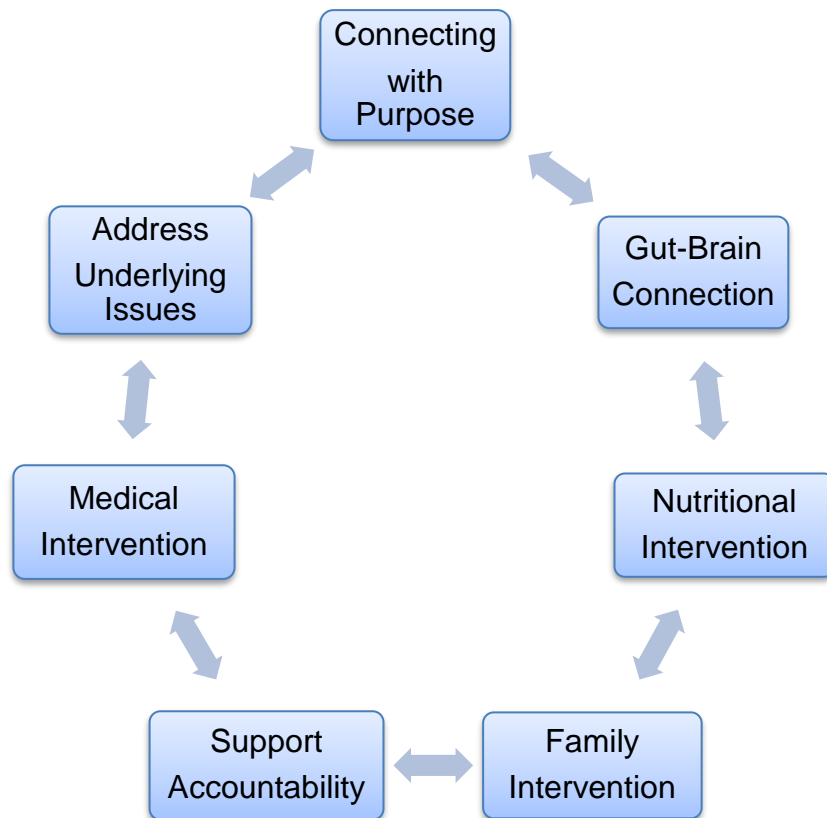 Connecting
with
Purpose
Gut-Brain
Connection
Nutritional
Intervention
Family
Intervention
Support
Accountability
Medical
Intervention
Address
Underlying
Issues